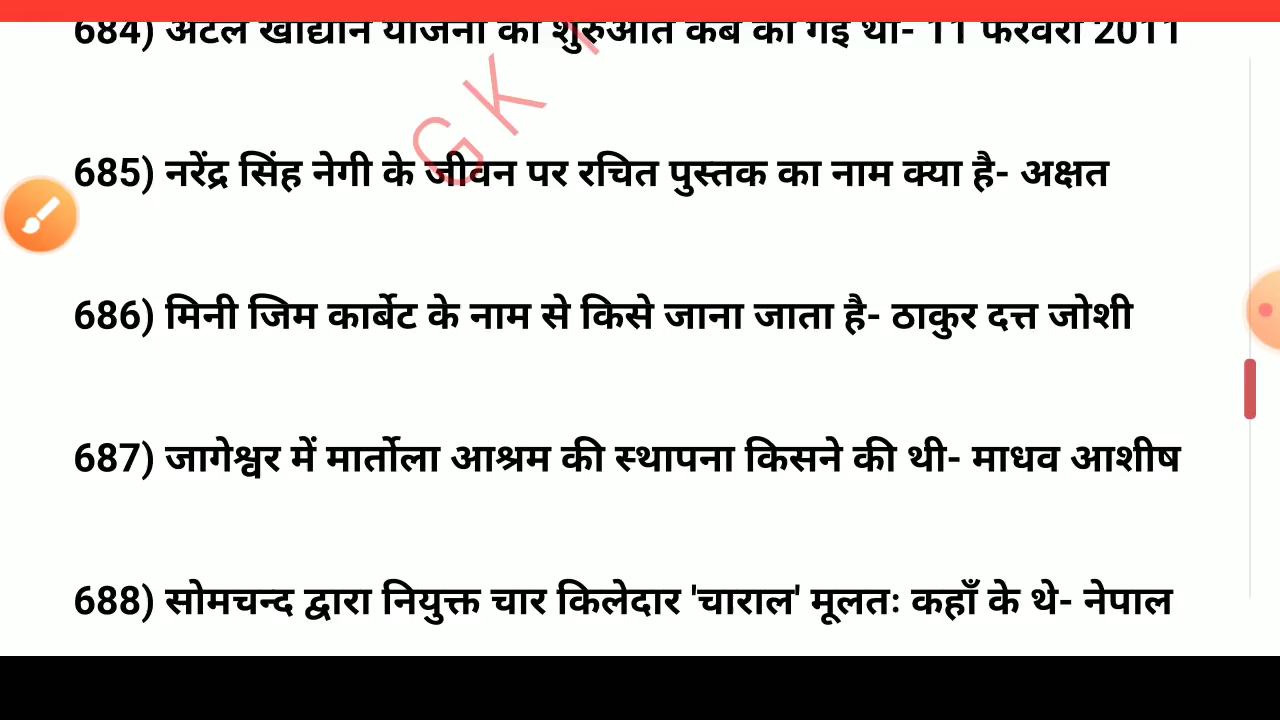 684) अटल खाद्यान योजना की शुरुआत कब की गई थी- 11 फरवरी 2011
GK
685) नरेंद्र सिंह नेगी के जीवन पर रचित पुस्तक का नाम क्या है- अक्षत
686) मिनी जिम कार्बेट के नाम से किसे जाना जाता है- ठाकुर दत्त जोशी
687) जागेश्वर में मार्तोला आश्रम की स्थापना किसने की थी- माधव आशीष
688) सोमचन्द द्वारा नियुक्त चार किलेदार 'चाराल' मूलतः कहाँ के थे- नेपाल